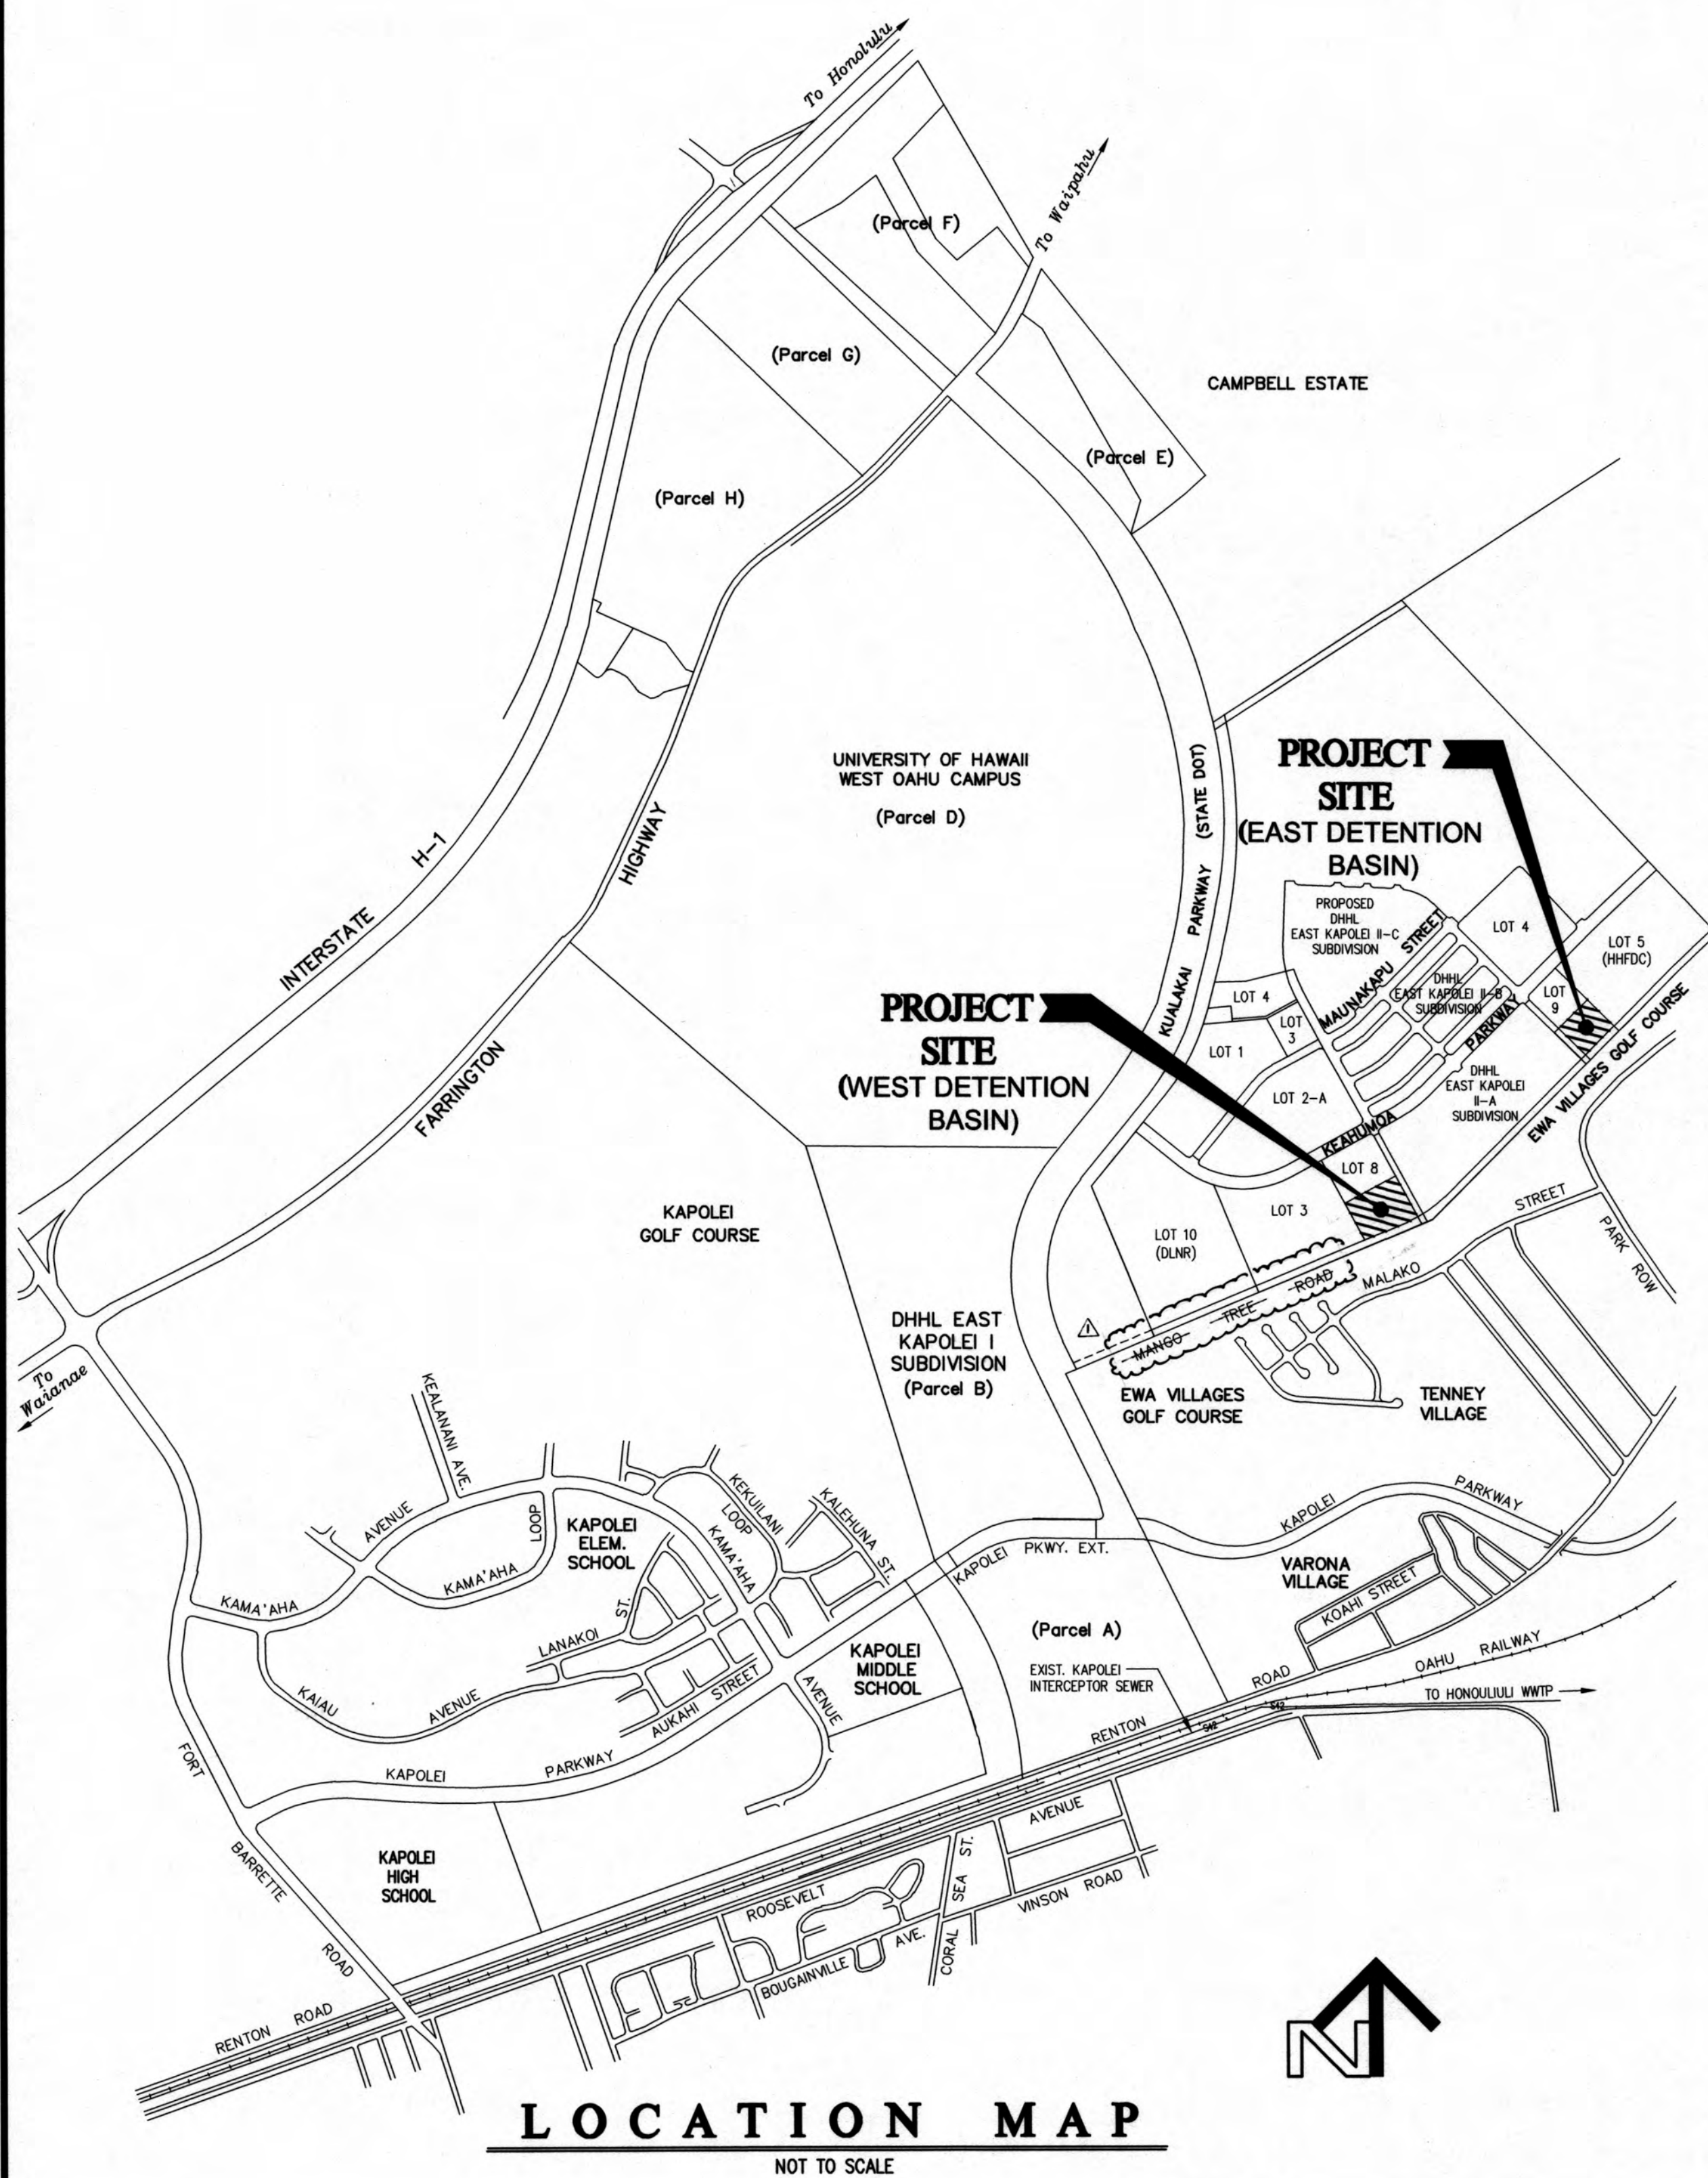 To Honolulu
To Waipahu
(Parcel F)
(Parcel G)
CAMPBELL ESTATE
(Parcel E)
(Parcel H)
UNIVERSITY OF HAWAII
WEST OAHU CAMPUS
(Parcel D)
INTERSTATE H-1
FARRINGTON HIGHWAY
KUALAKAI PARKWAY (STATE DOT)
PROJECT
SITE
(EAST DETENTION
BASIN)
PROPOSED
DHHL
EAST KAPOLEI II-C
SUBDIVISION
MAUNAKAPU STREET
LOT 4
LOT 5
(HHFDC)
DHHL
EAST KAPOLEI II-B
SUBDIVISION
LOT
9
PROJECT
SITE
(WEST DETENTION
BASIN)
LOT 4
LOT
3
LOT 1
LOT 2-A
KEAHUMOA PARKWAY
DHHL
EAST KAPOLEI
II-A
SUBDIVISION
EWA VILLAGES GOLF COURSE
LOT 8
LOT 3
LOT 10
(DLNR)
KAPOLEI
GOLF COURSE
MALAKO STREET
PARK ROW
1
MANGO TREE ROAD
DHHL EAST
KAPOLEI I
SUBDIVISION
(Parcel B)
EWA VILLAGES
GOLF COURSE
TENNEY
VILLAGE
To
Waianae
KEALANANI AVE.
KAMA'AHA AVENUE
KAMA'AHA LOOP
KAPOLEI
ELEM.
SCHOOL
KEKUILANI
LOOP
KALEHUNA ST.
KAMA'AHA AVENUE
LANAKOI ST.
KAIAU AVENUE
AUKAHI STREET
KAPOLEI PARKWAY
KAPOLEI PKWY. EXT.
KAPOLEI PARKWAY
VARONA
VILLAGE
KOAHI STREET
(Parcel A)
KAPOLEI
MIDDLE
SCHOOL
EXIST. KAPOLEI
INTERCEPTOR SEWER
OAHU RAILWAY
TO HONOULIULI WWTP
S42
S42
RENTON ROAD
FORT BARRETTE ROAD
KAPOLEI
HIGH
SCHOOL
ROOSEVELT AVENUE
CORAL SEA ST.
VINSON ROAD
BOUGAINVILLE AVE.
RENTON ROAD
N
LOCATION MAP
NOT TO SCALE